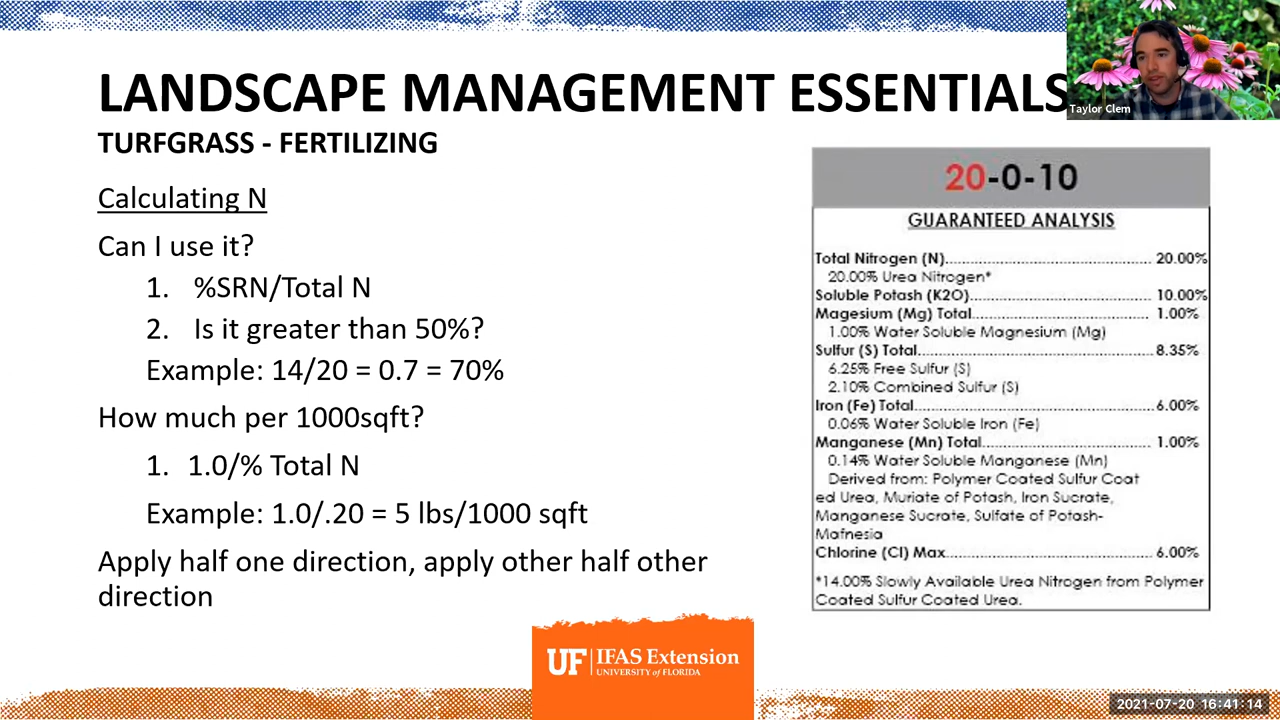 LANDSCAPE MANAGEMENT ESSENTIALS
TURFGRASS - FERTILIZING
Calculating N
Can I use it?
1. %SRN/Total N
2. Is it greater than 50%?
Example: 14/20 = 0.7 = 70%
How much per 1000sqft?
1. 1.0/% Total N
Example: 1.0/.20 = 5 lbs/1000 sqft
Apply half one direction, apply other half other
direction
Taylor Clem
20-0-10
GUARANTEED ANALYSIS
Total Nitrogen (N)........................................ 20.00%
20.00% Urea Nitrogen*
Soluble Potash (K2O)................................... 10.00%
Magesium (Mg) Total................................... 1.00%
1.00% Water Soluble Magnesium (Mg)
Sulfur (S) Total.............................................. 8.35%
6.25% Free Sulfur (S)
2.10% Combined Sulfur (S)
Iron (Fe) Total.............................................. 6.00%
0.06% Water Soluble Iron (Fe)
Manganese (Mn) Total................................. 1.00%
0.14% Water Soluble Manganese (Mn)
Derived from: Polymer Coated Sulfur Coat
ed Urea, Muriate of Potash, Iron Sucrate,
Manganese Sucrate, Sulfate of Potash-
Mafnesia
Chlorine (Cl) Max......................................... 6.00%
*14.00% Slowly Available Urea Nitrogen from Polymer
Coated Sulfur Coated Urea.
UF IFAS Extension
UNIVERSITY of FLORIDA
2021-07-20 16:41:14